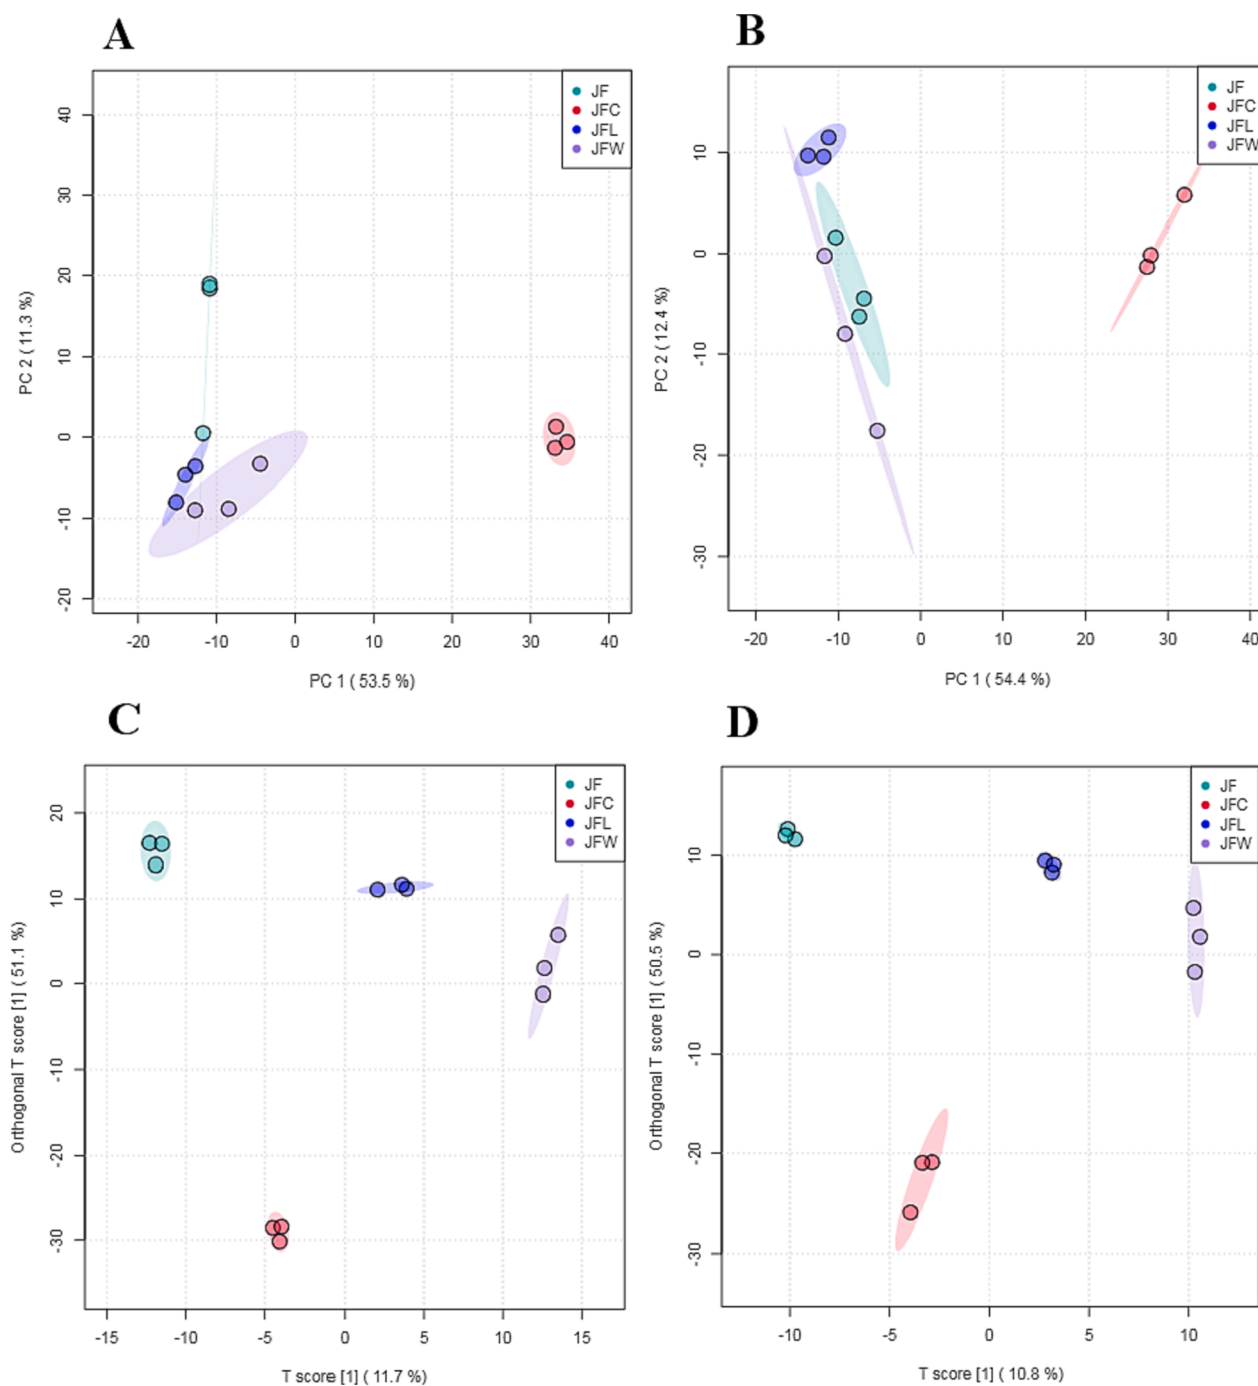 A
JF
JFC
JFL
JFW
40
30
20
10
0
-10
-20
PC 2 ( 11.3 %)
-20 -10 0 10 20 30 40
PC 1 ( 53.5 %)
B
JF
JFC
JFL
JFW
10
0
-10
-20
-30
PC 2 ( 12.4 %)
-20 -10 0 10 20 30 40
PC 1 ( 54.4 %)
C
JF
JFC
JFL
JFW
20
10
0
-10
-20
-30
Orthogonal T score [1] ( 51.1 %)
-15 -10 -5 0 5 10 15
T score [1] ( 11.7 %)
D
JF
JFC
JFL
JFW
10
0
-10
-20
-30
Orthogonal T score [1] ( 50.5 %)
-10 -5 0 5 10
T score [1] ( 10.8 %)